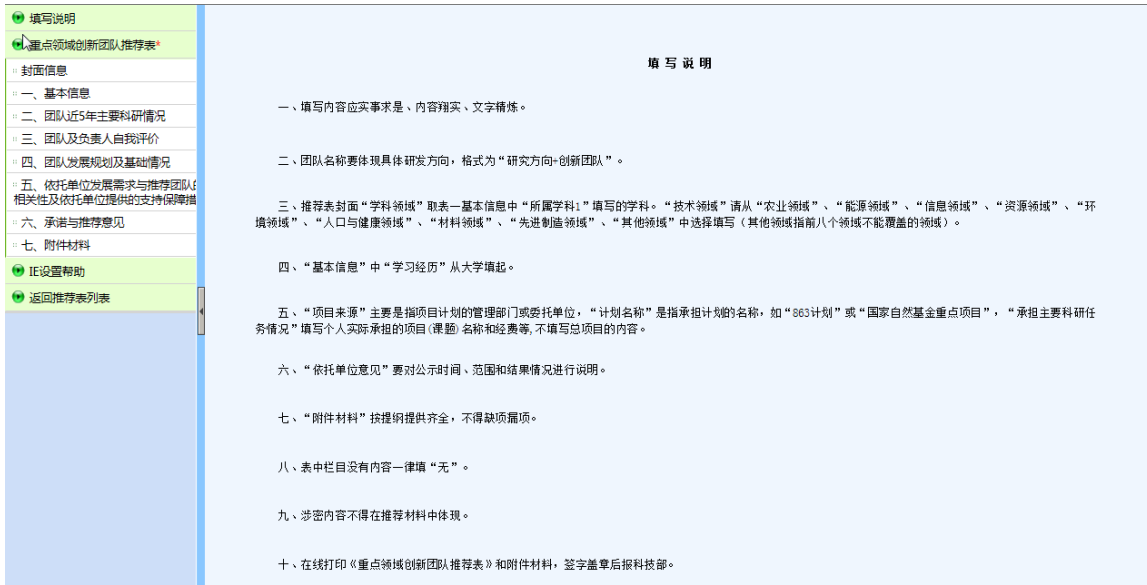 填写说明
重点领域创新团队推荐表*
封面信息
一、基本信息
二、团队近5年主要科研情况
三、团队及负责人自我评价
四、团队发展规划及基础情况
五、依托单位发展需求与推荐团队的
相关性及依托单位提供的支持保障措
六、承诺与推荐意见
七、附件材料
IE设置帮助
返回推荐表列表
填 写 说 明
一、填写内容应实事求是、内容翔实、文字精炼。
二、团队名称要体现具体研发方向，格式为“研究方向+创新团队”。
三、推荐表封面“学科领域”取表一基本信息中“所属学科1”填写的学科。“技术领域”请从“农业领域”、“能源领域”、“信息领域”、“资源领域”、“环
境领域”、“人口与健康领域”、“材料领域”、“先进制造领域”、“其他领域”中选择填写（其他领域指前八个领域不能覆盖的领域）。
四、“基本信息”中“学习经历”从大学填起。
五、“项目来源”主要是指项目计划的管理部门或委托单位，“计划名称”是指承担计划的名称，如“863计划”或“国家自然基金重点项目”，“承担主要科研任
务情况”填写个人实际承担的项目(课题)名称和经费等,不填写总项目的内容。
六、“依托单位意见”要对公示时间、范围和结果情况进行说明。
七、“附件材料”按提纲提供齐全，不得缺项漏项。
八、表中栏目没有内容一律填“无”。
九、涉密内容不得在推荐材料中体现。
十、在线打印《重点领域创新团队推荐表》和附件材料，签字盖章后报科技部。